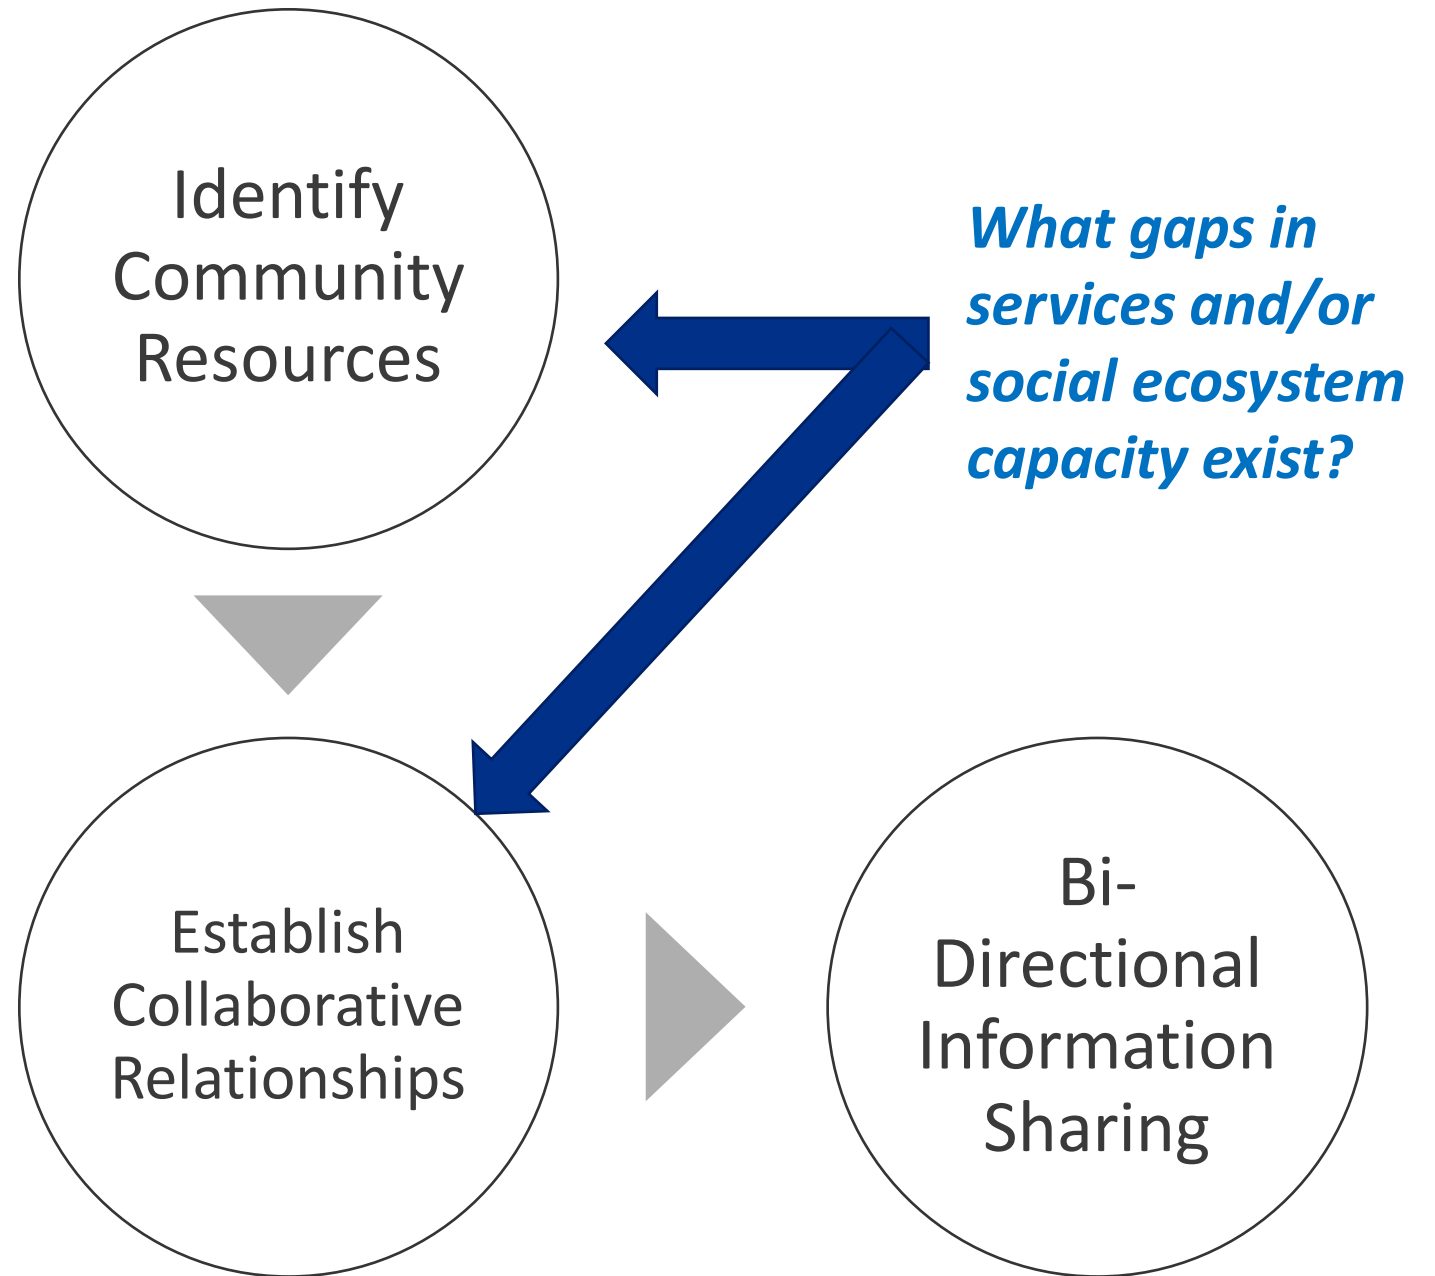 Identify
Community
Resources
What gaps in
services and/or
social ecosystem
capacity exist?
Establish
Collaborative
Relationships
Bi-
Directional
Information
Sharing